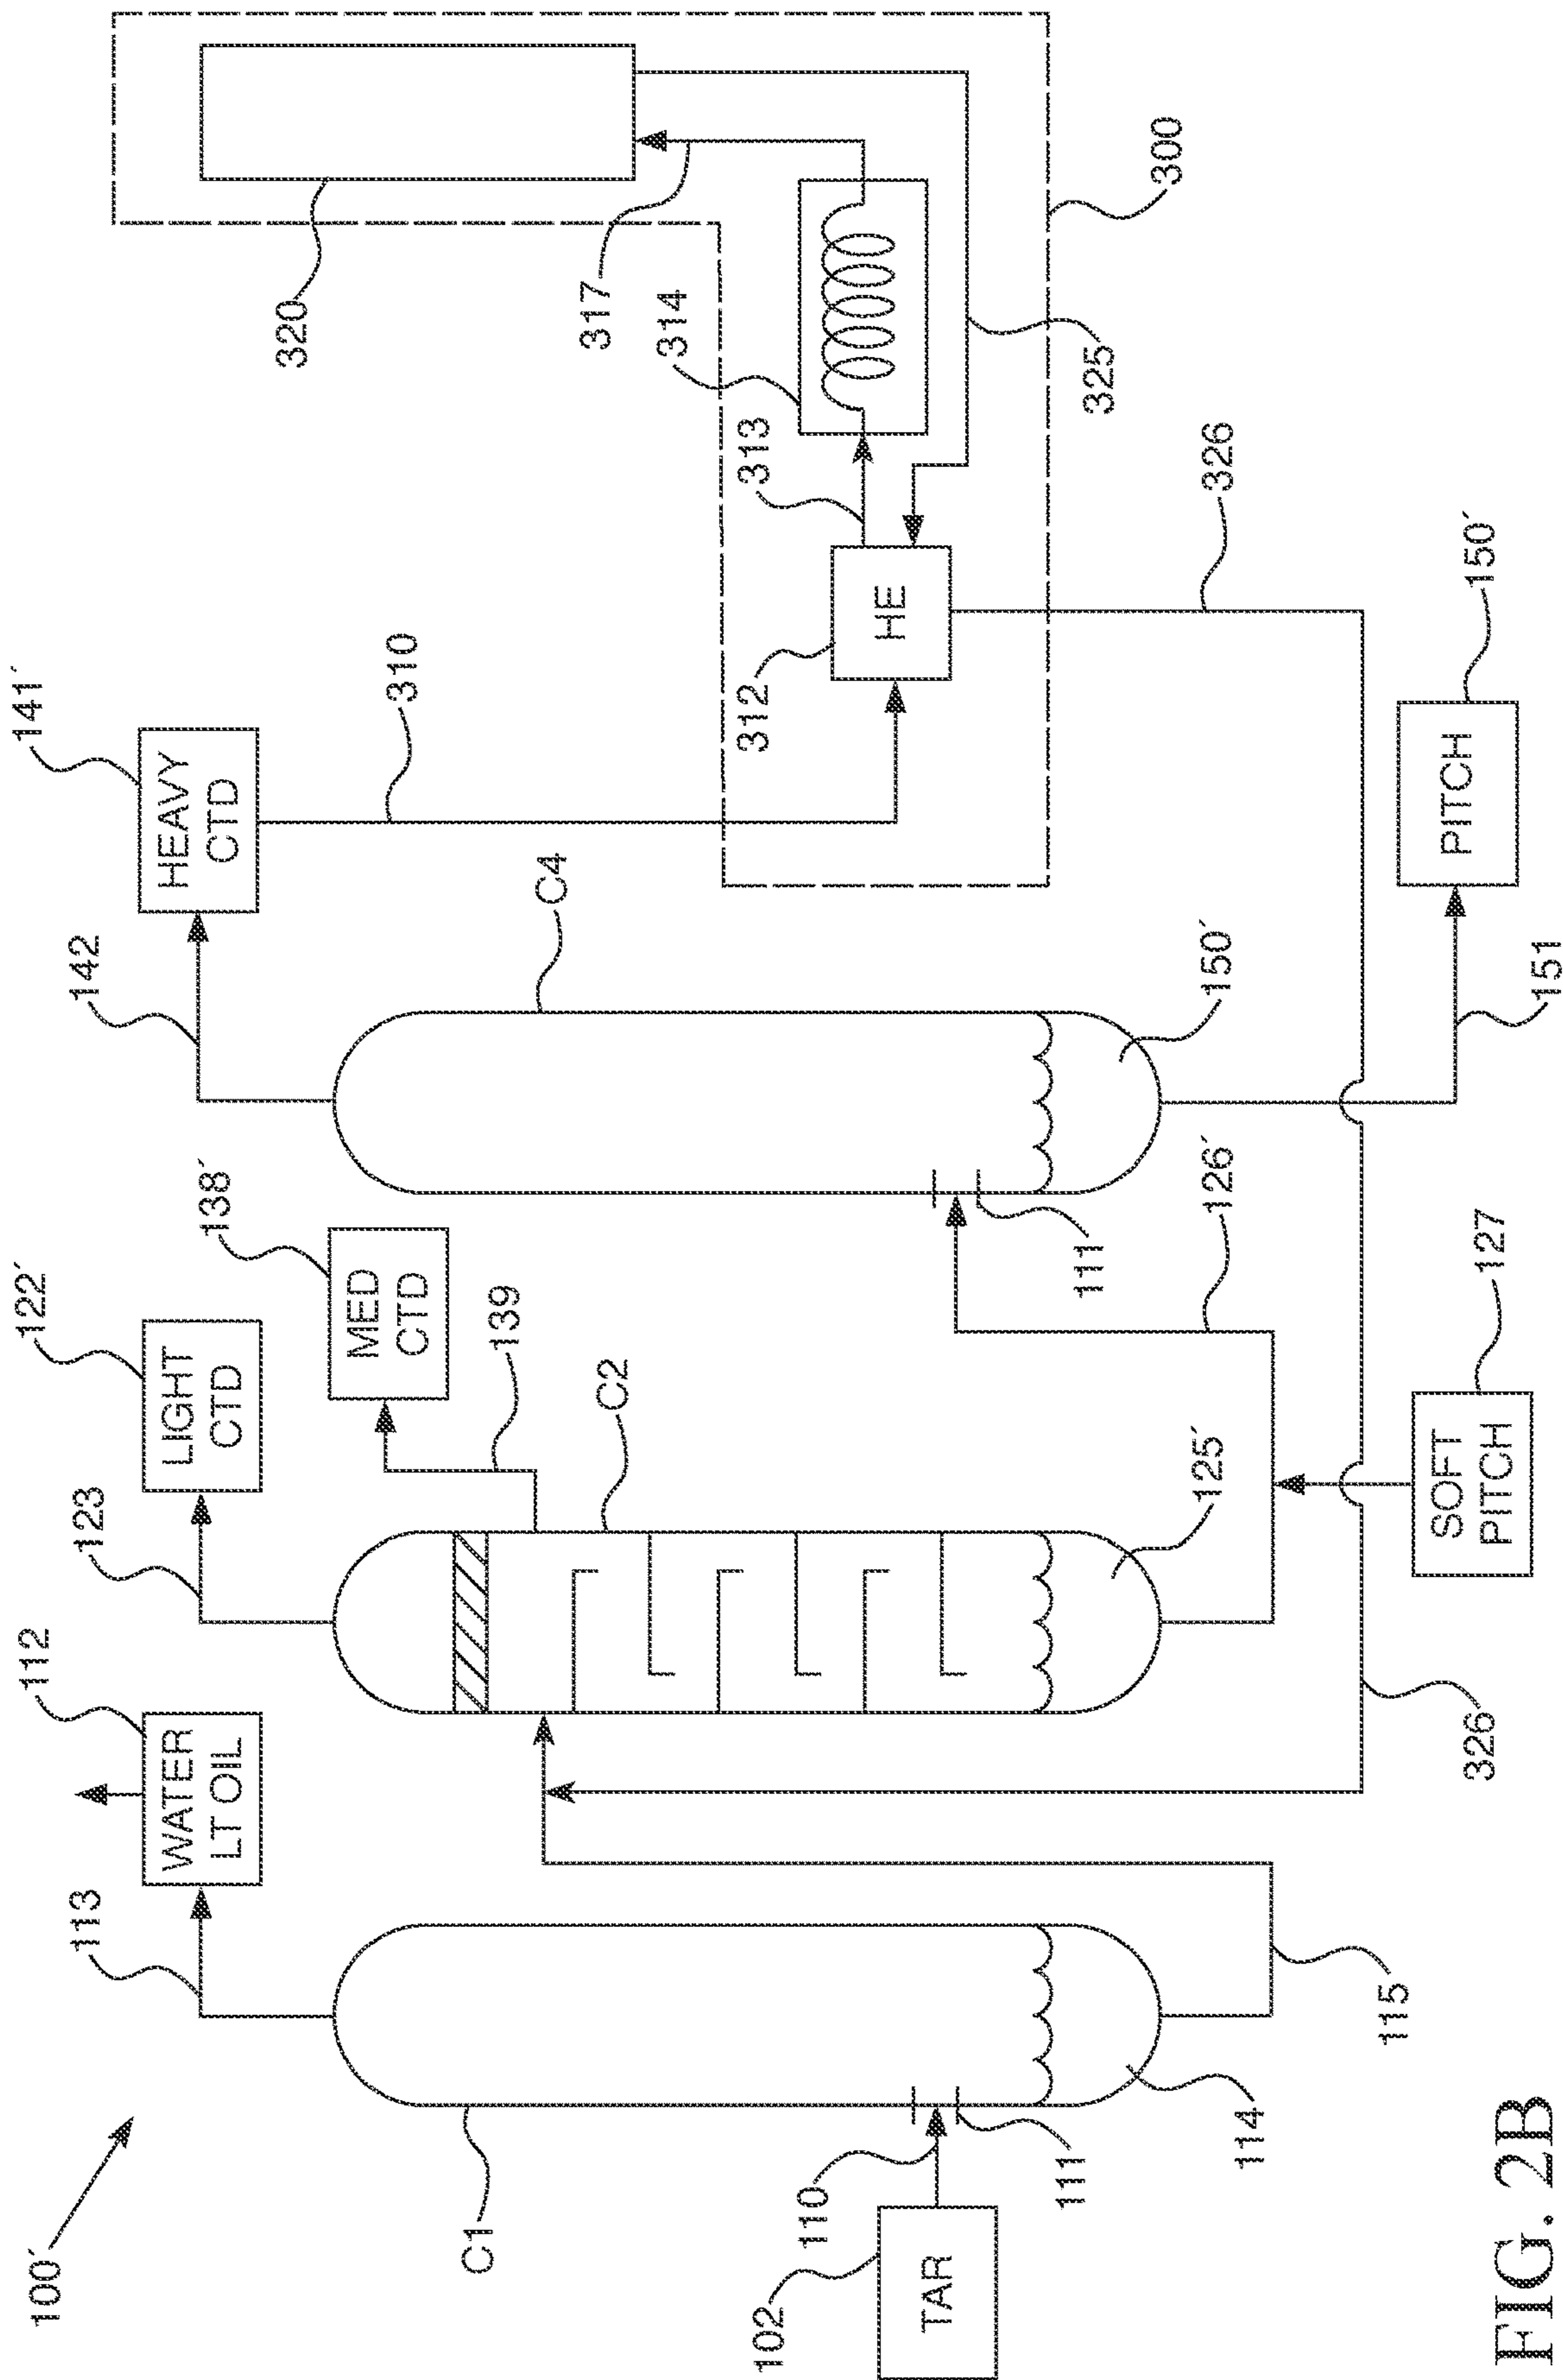 100´
113
112
WATER
LT OIL
123
122´
LIGHT
CTD
138´
MED
CTD
139
142
141´
HEAVY
CTD
310
C1
C2
C4
320
317
314
313
312
HE
300
325
326
102
TAR
110
111
114
115
125´
126´
111
150´
326
SOFT
PITCH
127
151
PITCH
150´
FIG. 2B